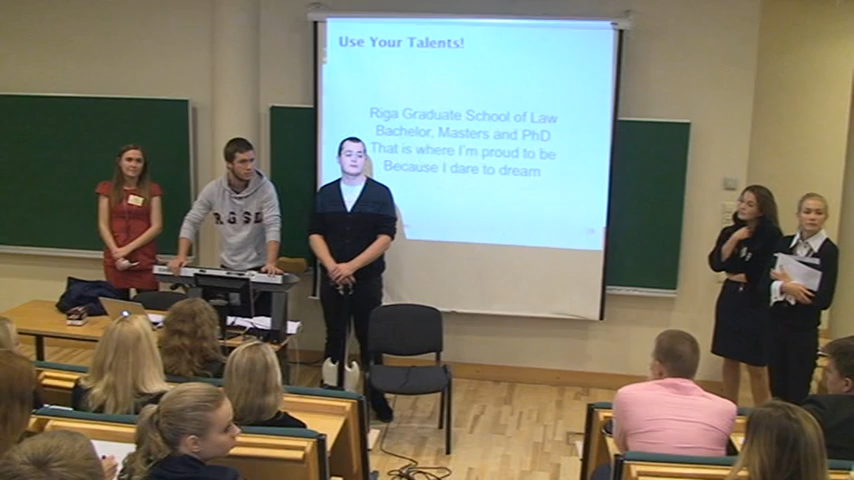 Use Your Talents!
Riga Graduate School of Law
Bachelor, Masters and PhD
That is where I'm proud to be
Because I dare to dream
RGSL